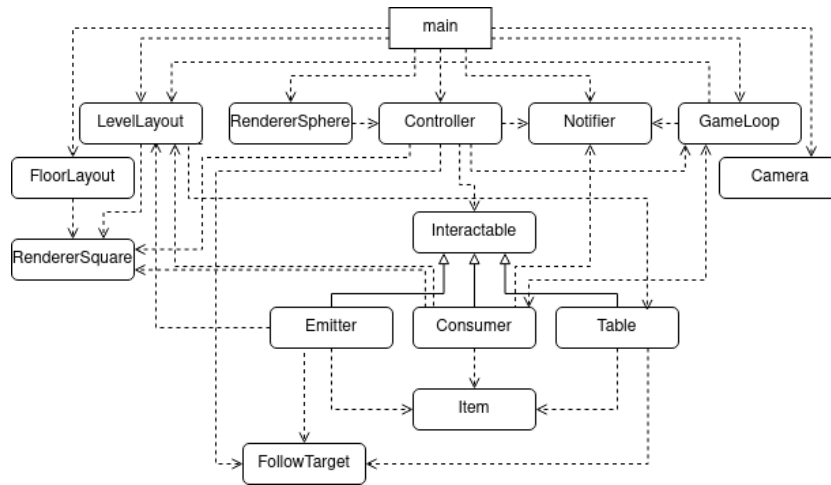 main
LevelLayout
RendererSphere
Controller
Notifier
GameLoop
FloorLayout
Camera
Interactable
RendererSquare
Emitter
Consumer
Table
Item
FollowTarget